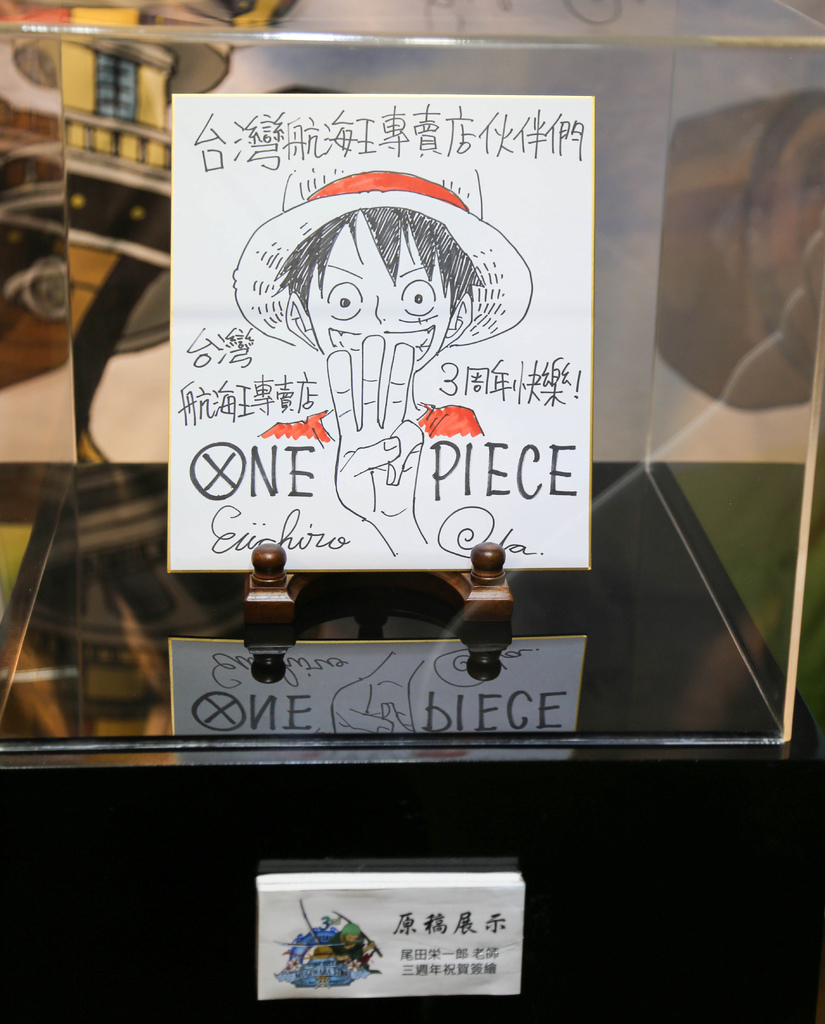 台灣航海王專賣店伙伴們
台灣
航海王專賣店
3周年快樂!
ONE PIECE
Eiichiro Oda.
原稿展示
尾田栄一郎 老師
三週年祝賀簽繪